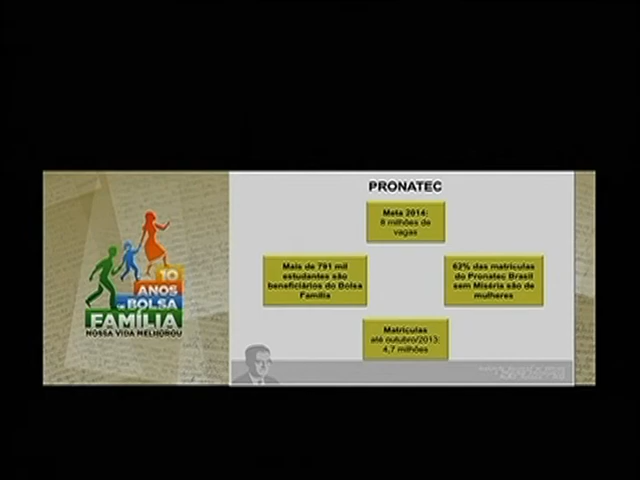 PRONATEC
Meta 2014:
8 milhões de
vagas
Mais de 791 mil
estudantes são
beneficiários do Bolsa
Família
62% das matrículas
do Pronatec Brasil
sem Miséria são de
mulheres
Matrículas
até outubro/2013:
4,7 milhões
10
ANOS
DE BOLSA
FAMÍLIA
NOSSA VIDA MELHOROU